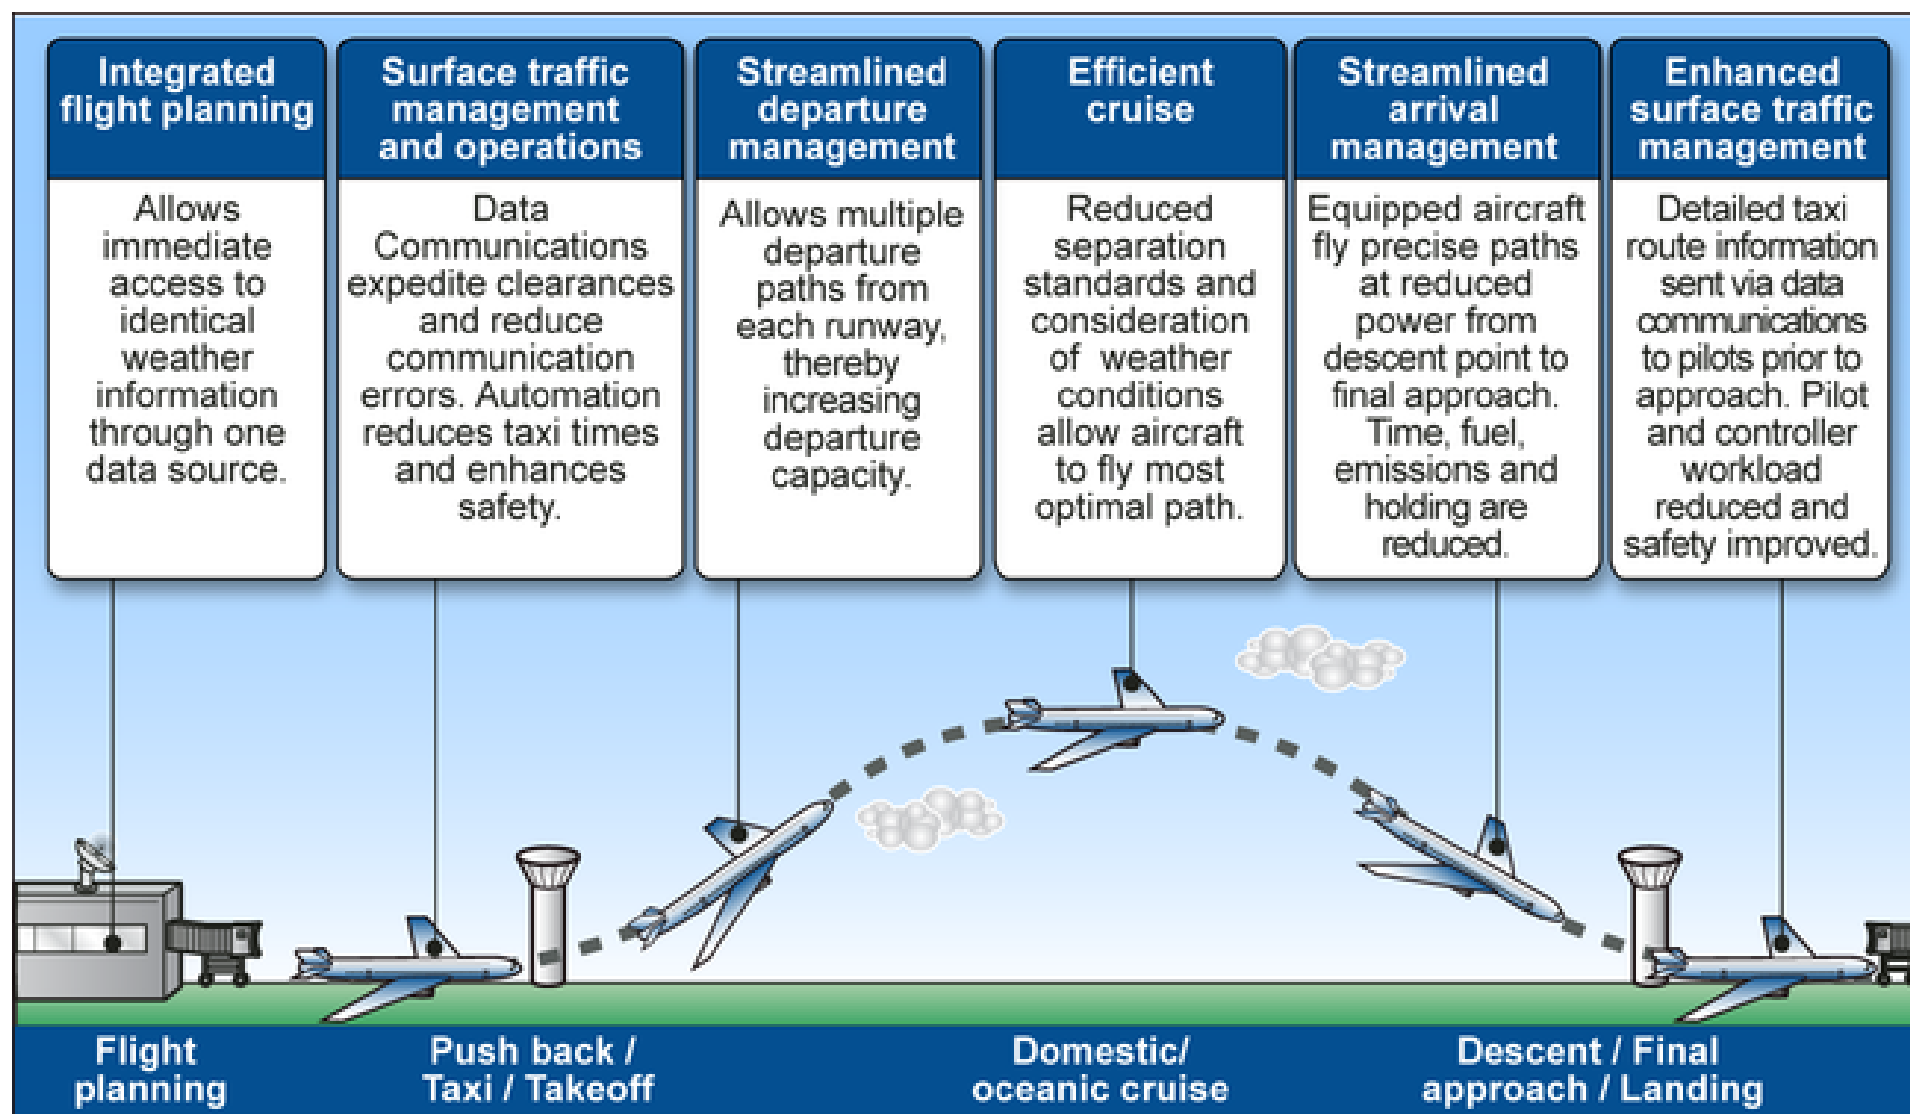 Integrated
flight planning
Allows
immediate
access to
identical
weather
information
through one
data source.
Surface traffic
management
and operations
Data
Communications
expedite clearances
and reduce
communication
errors. Automation
reduces taxi times
and enhances
safety.
Streamlined
departure
management
Allows multiple
departure
paths from
each runway,
thereby
increasing
departure
capacity.
Efficient
cruise
Reduced
separation
standards and
consideration
of weather
conditions
allow aircraft
to fly most
optimal path.
Streamlined
arrival
management
Equipped aircraft
fly precise paths
at reduced
power from
descent point to
final approach.
Time, fuel,
emissions and
holding are
reduced.
Enhanced
surface traffic
management
Detailed taxi
route information
sent via data
communications
to pilots prior to
approach. Pilot
and controller
workload
reduced and
safety improved.
Flight
planning
Push back /
Taxi / Takeoff
Domestic/
oceanic cruise
Descent / Final
approach / Landing